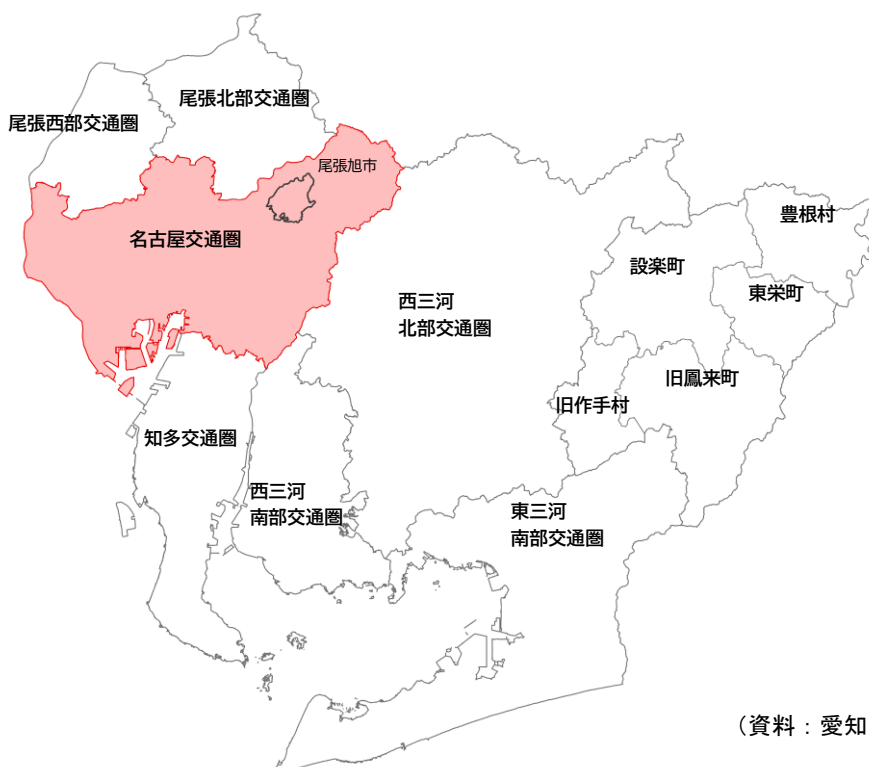 尾張北部交通圏
尾張西部交通圏
尾張旭市
名古屋交通圏
豊根村
設楽町
東栄町
西三河
北部交通圏
旧鳳来町
旧作手村
知多交通圏
西三河
南部交通圏
東三河
南部交通圏
（資料：愛知